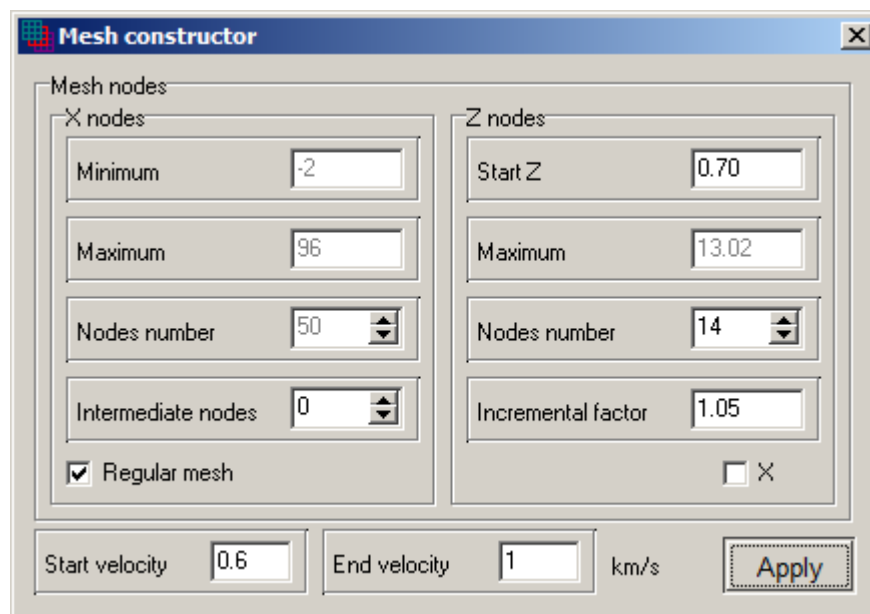 Mesh constructor
Mesh nodes
X nodes
Minimum -2
Maximum 96
Nodes number 50
Intermediate nodes 0
Regular mesh
Z nodes
Start Z 0.70
Maximum 13.02
Nodes number 14
Incremental factor 1.05
X
Start velocity 0.6
End velocity 1 km/s
Apply